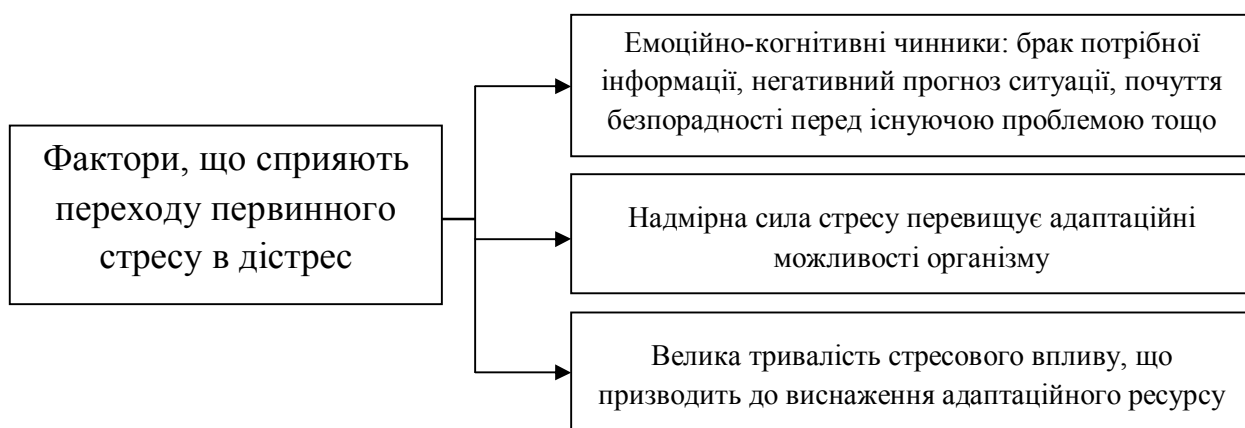 Фактори, що сприяють
переходу первинного
стресу в дістрес
Емоційно-когнітивні чинники: брак потрібної
інформації, негативний прогноз ситуації, почуття
безпорадності перед існуючою проблемою тощо
Надмірна сила стресу перевищує адаптаційні
можливості організму
Велика тривалість стресового впливу, що
призводить до виснаження адаптаційного ресурсу